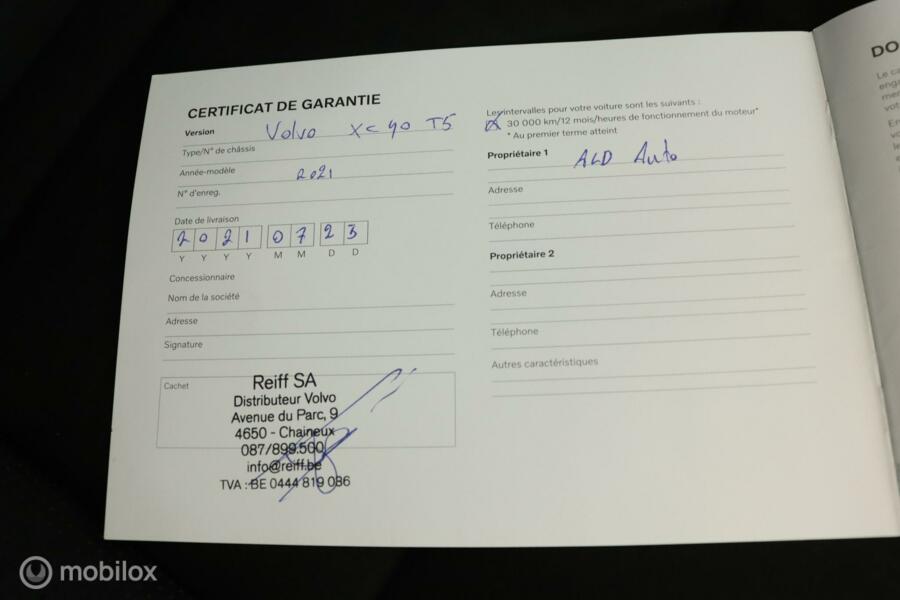 CERTIFICAT DE GARANTIE
Version Volvo XC40 T5
Type/N° de châssis
Année-modèle 2021
N° d'enreg.
Date de livraison
2 0 2 1 0 7 2 3
Y Y Y Y M M D D
Concessionnaire
Nom de la société
Adresse
Signature
Cachet
Reiff SA
Distributeur Volvo
Avenue du Parc, 9
4650 - Chaineux
087/899.500
info@reiff.be
TVA : BE 0444 819 086
Les intervalles pour votre voiture sont les suivants :
30 000 km/12 mois/heures de fonctionnement du moteur*
* Au premier terme atteint
Propriétaire 1 ALD Auto
Adresse
Téléphone
Propriétaire 2
Adresse
Téléphone
Autres caractéristiques
DO
Le
mobilox